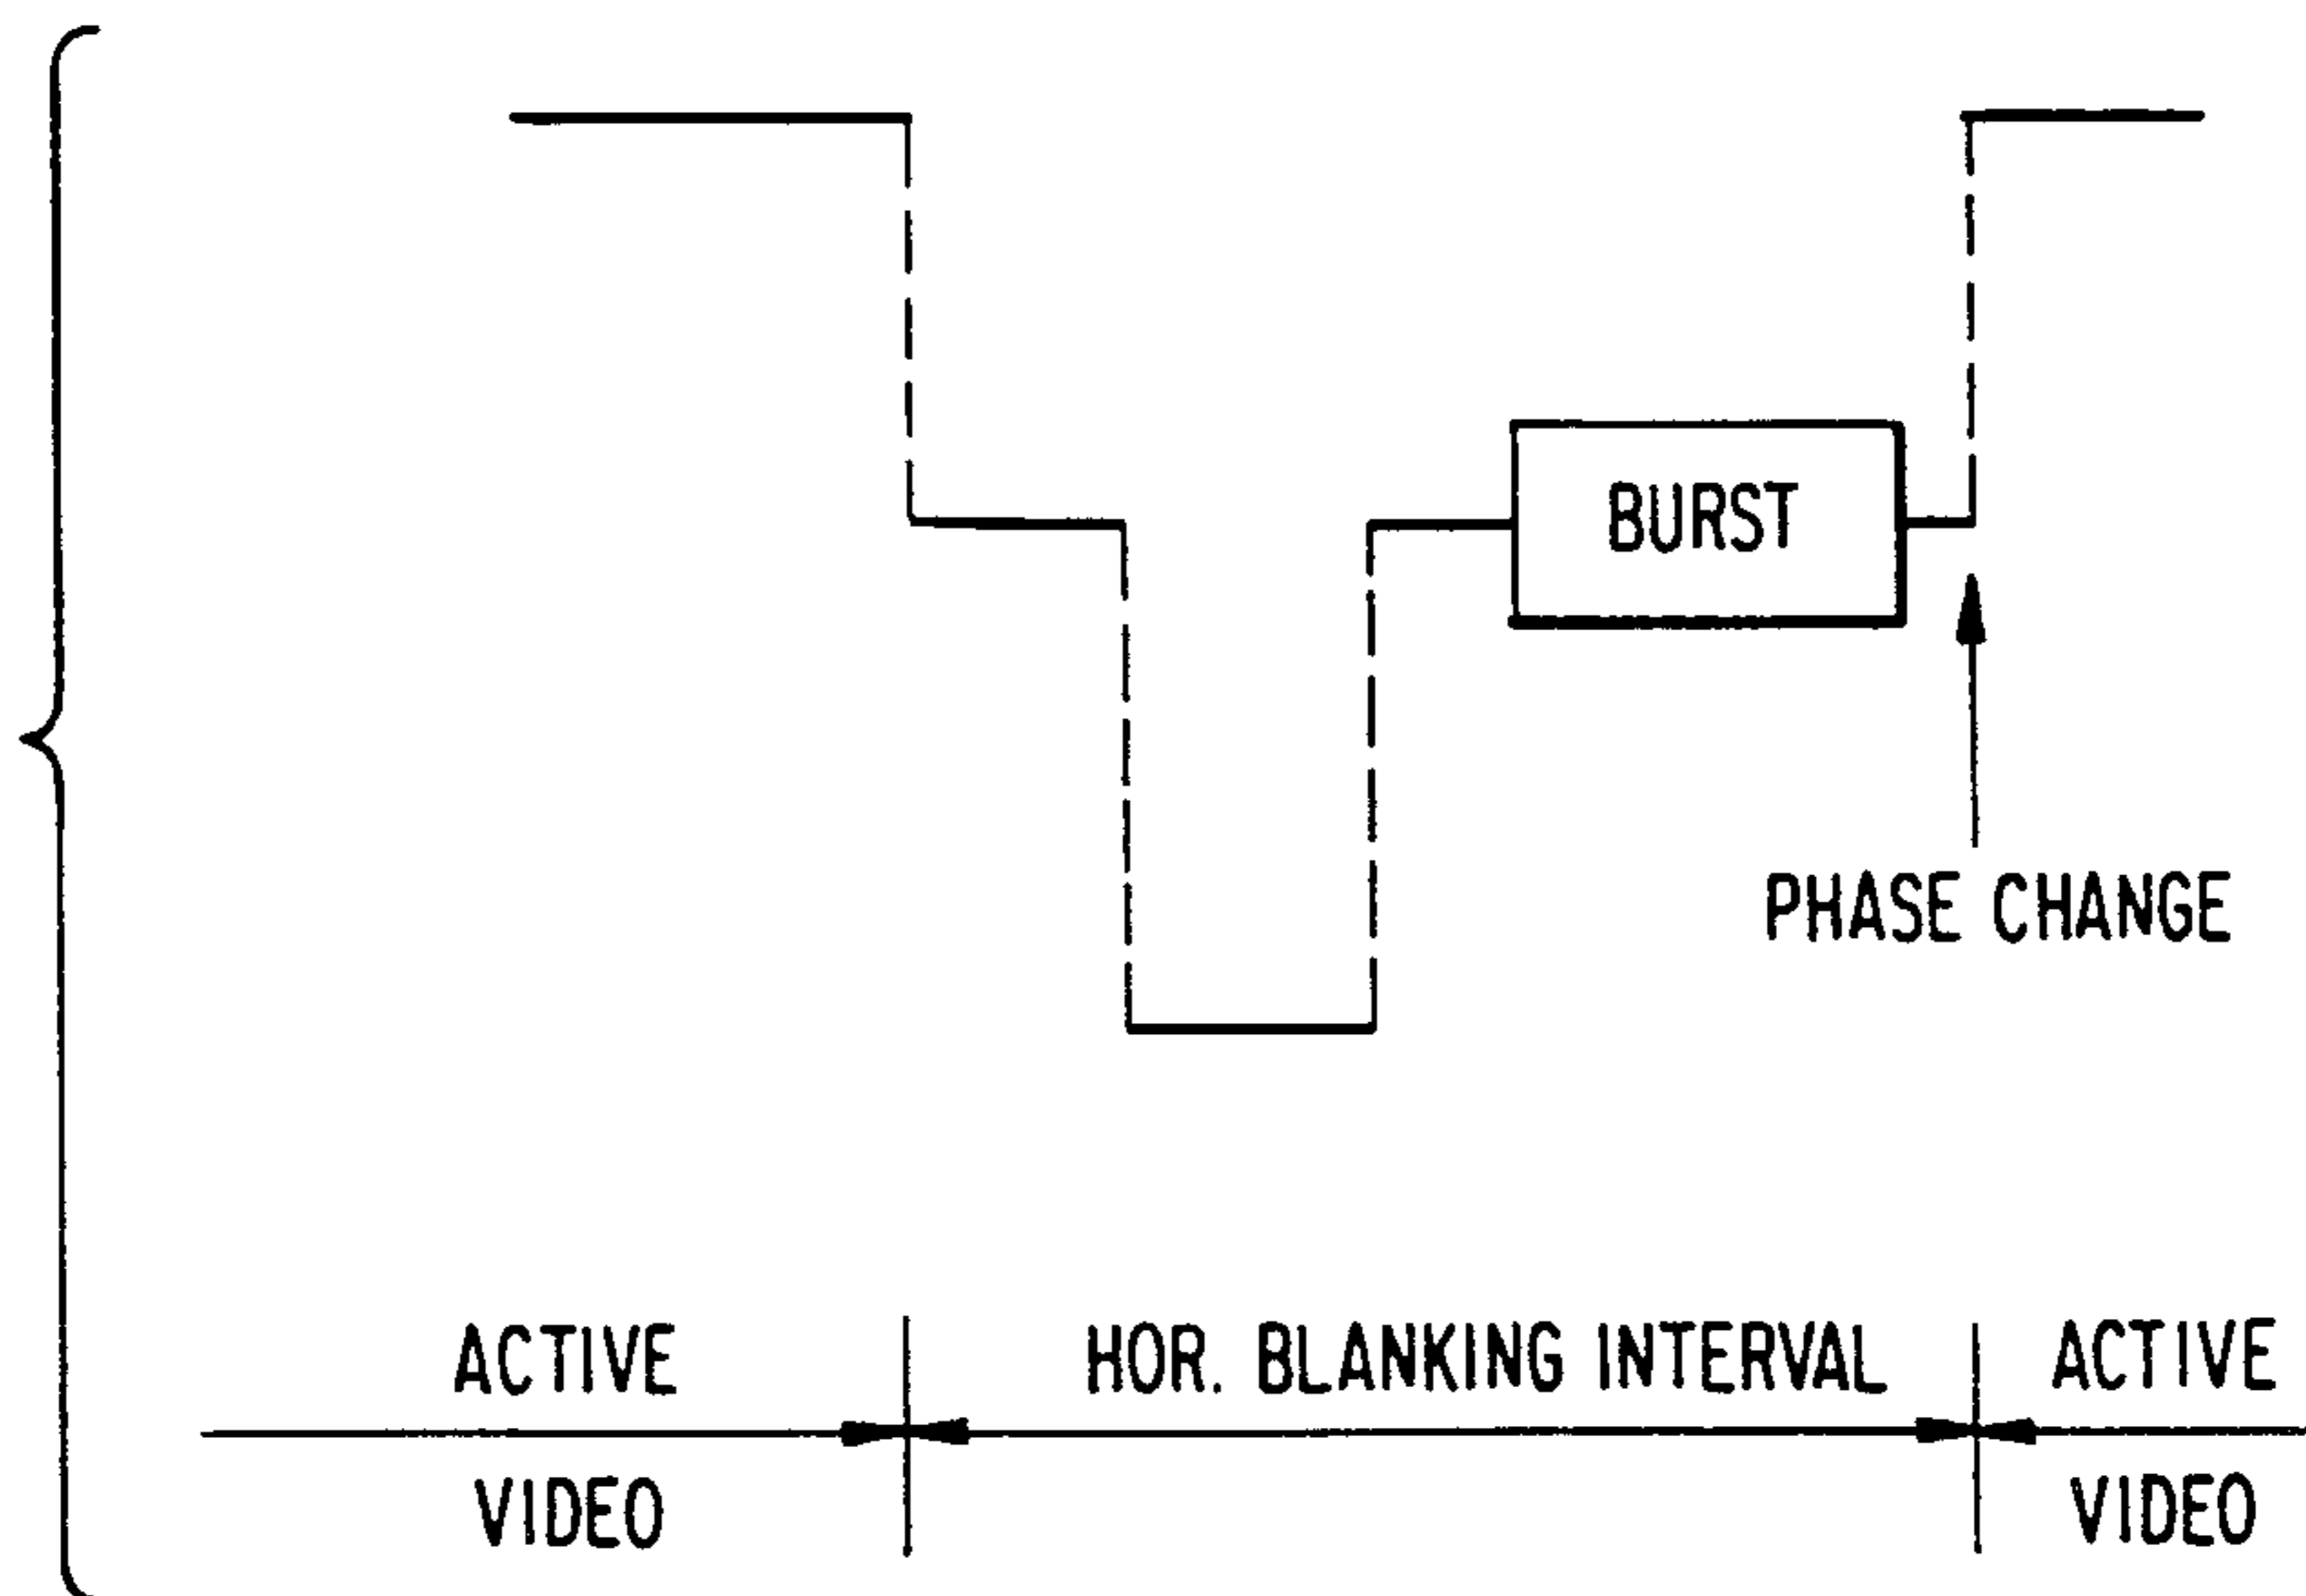 BURST
PHASE CHANGE
ACTIVE
VIDEO
HOR. BLANKING INTERVAL
ACTIVE
VIDEO